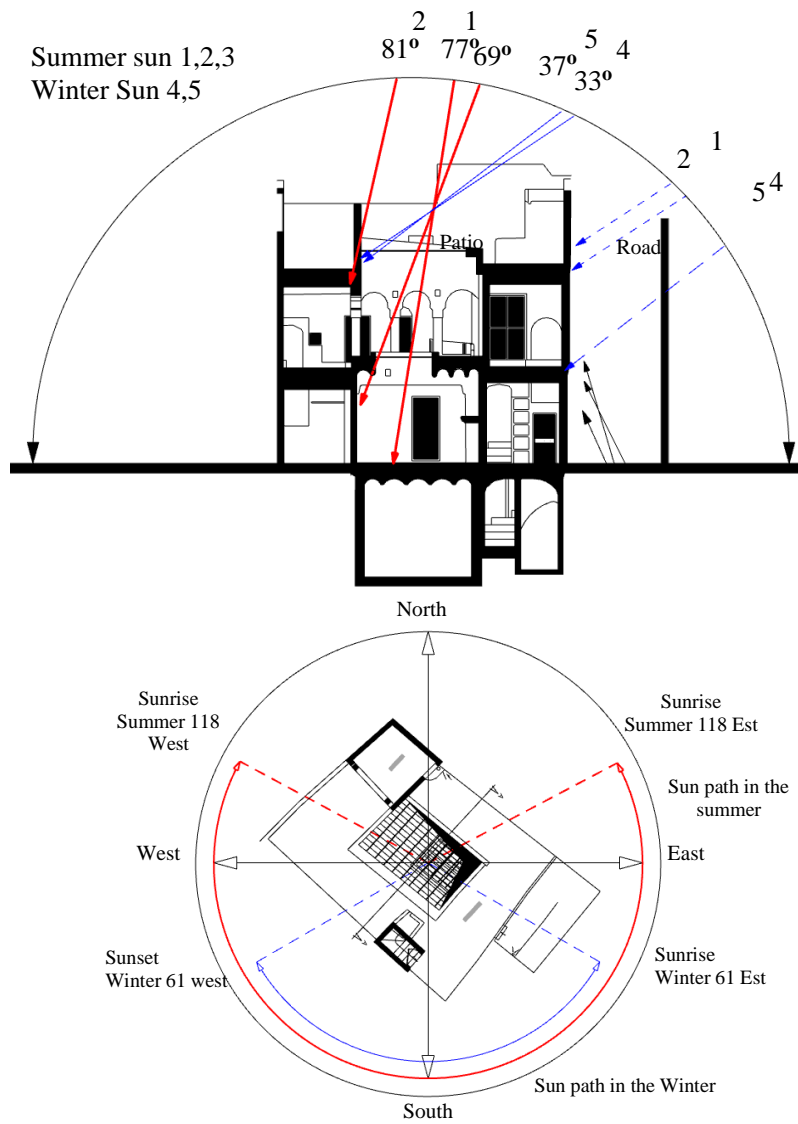 Summer sun 1,2,3
Winter Sun 4,5
2 1 5 4
81º 77º 69º 37º 33º
2 1
5 4
Patio
Road
North
Sunrise
Summer 118
West
Sunrise
Summer 118 Est
Sun path in the
summer
West
East
A
A
Sunset
Winter 61 west
Sunrise
Winter 61 Est
Sun path in the Winter
South